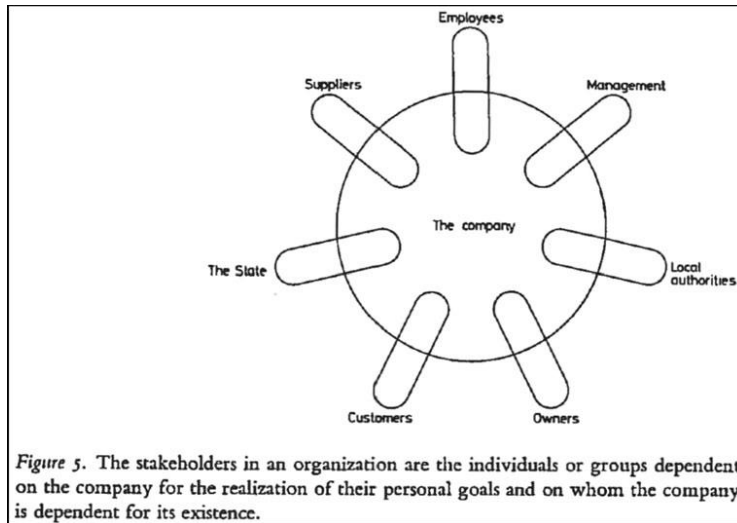 Employees
Suppliers
Management
The company
The State
Local
authorities
Customers
Owners
Figure 5. The stakeholders in an organization are the individuals or groups dependent
on the company for the realization of their personal goals and on whom the company
is dependent for its existence.